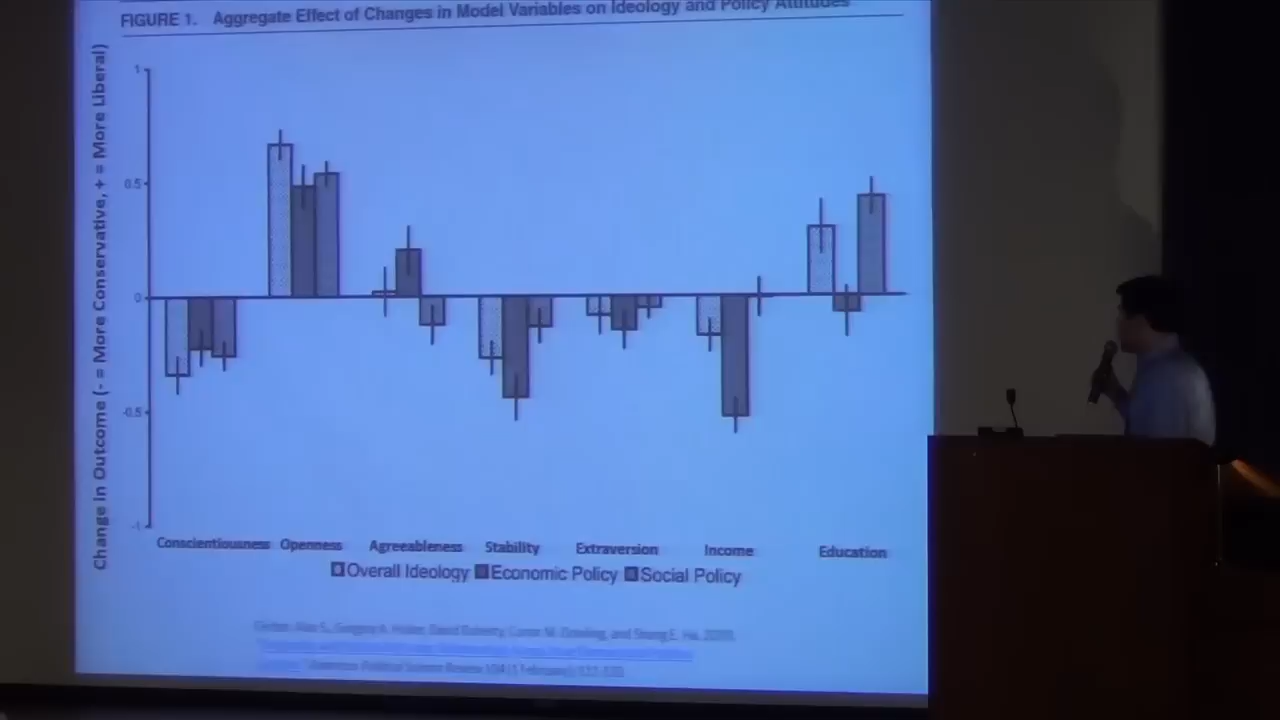 FIGURE 1. Aggregate Effect of Changes in Model Variables on Ideology and Policy Attitudes
Change in Outcome (- = More Conservative, + = More Liberal)
1
0.5
0
-0.5
-1
Conscientiousness Openness Agreeableness Stability Extraversion Income Education
Overall Ideology Economic Policy Social Policy